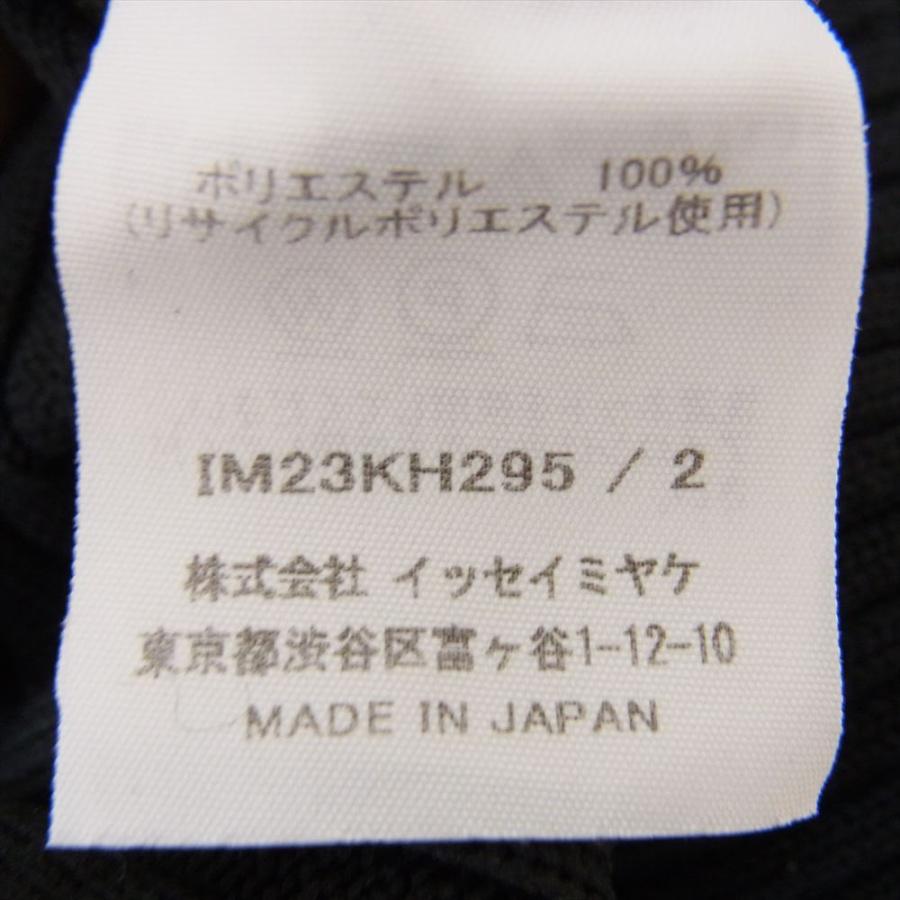 ポリエステル 100%
(リサイクルポリエステル使用)
IM23KH295 / 2
株式会社 イッセイミヤケ
東京都渋谷区富ヶ谷1-12-10
MADE IN JAPAN